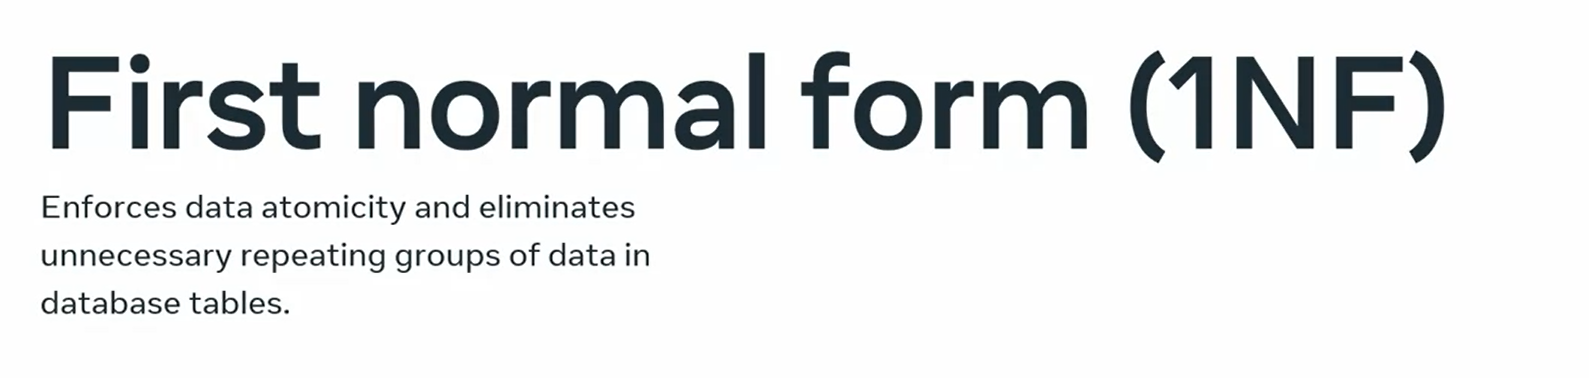 First normal form (1NF)
Enforces data atomicity and eliminates
unnecessary repeating groups of data in
database tables.